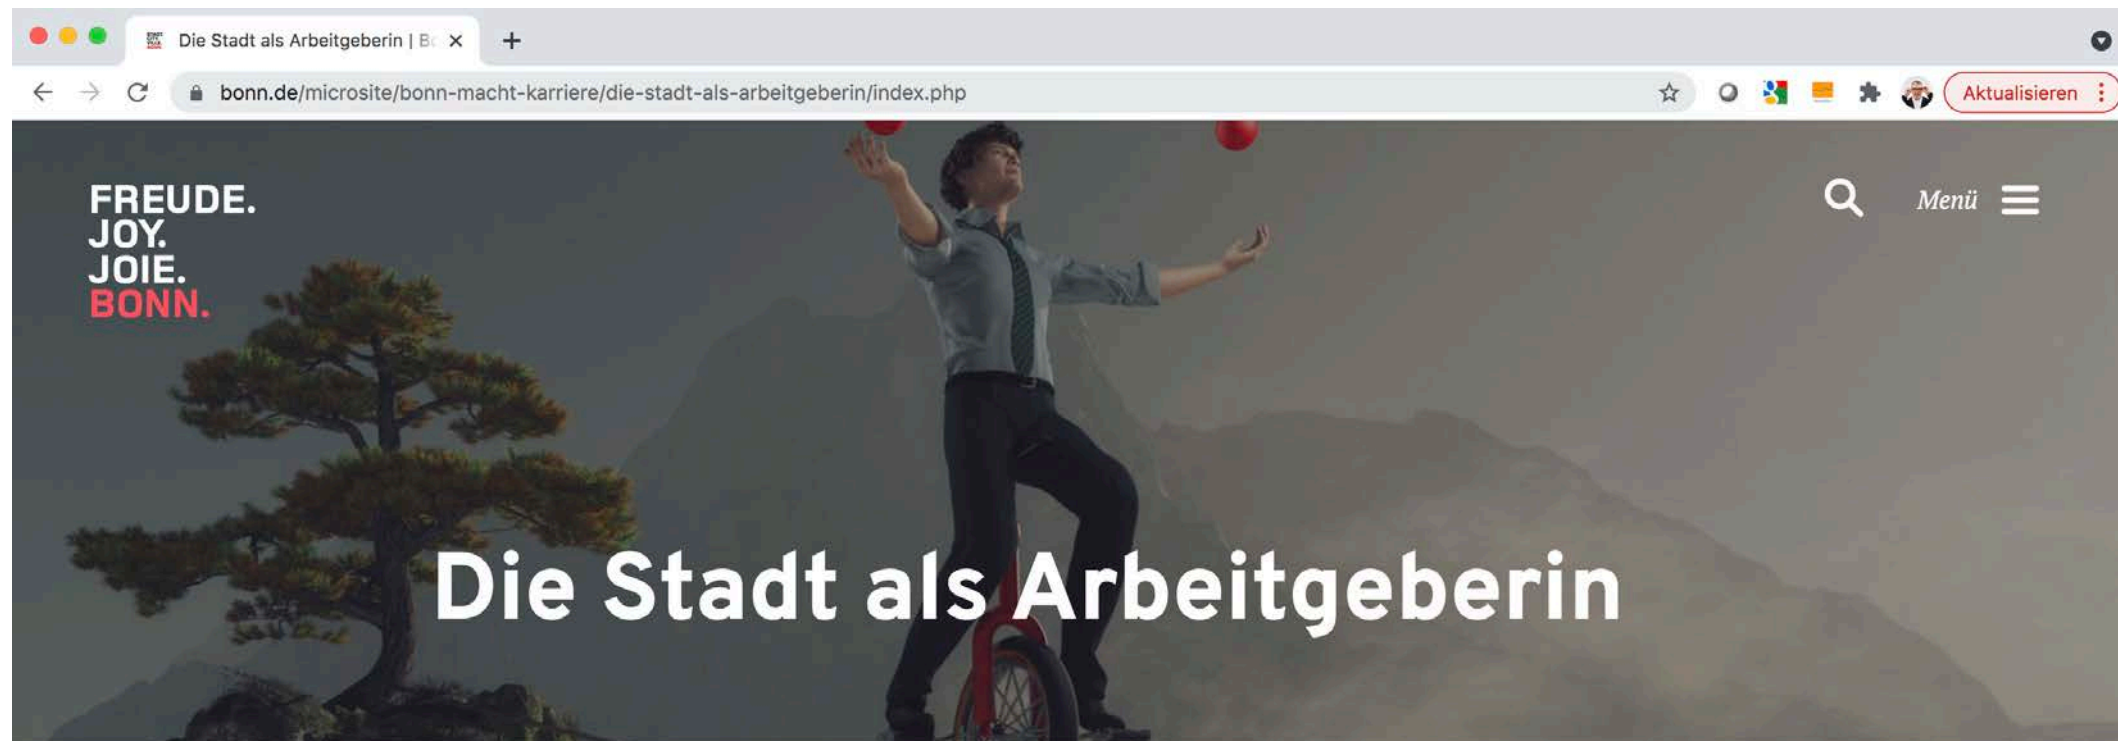 Die Stadt als Arbeitgeberin | B
bonn.de/microsite/bonn-macht-karriere/die-stadt-als-arbeitgeberin/index.php
Aktualisieren
FREUDE.
JOY.
JOIE.
BONN.
Menü
Die Stadt als Arbeitgeberin